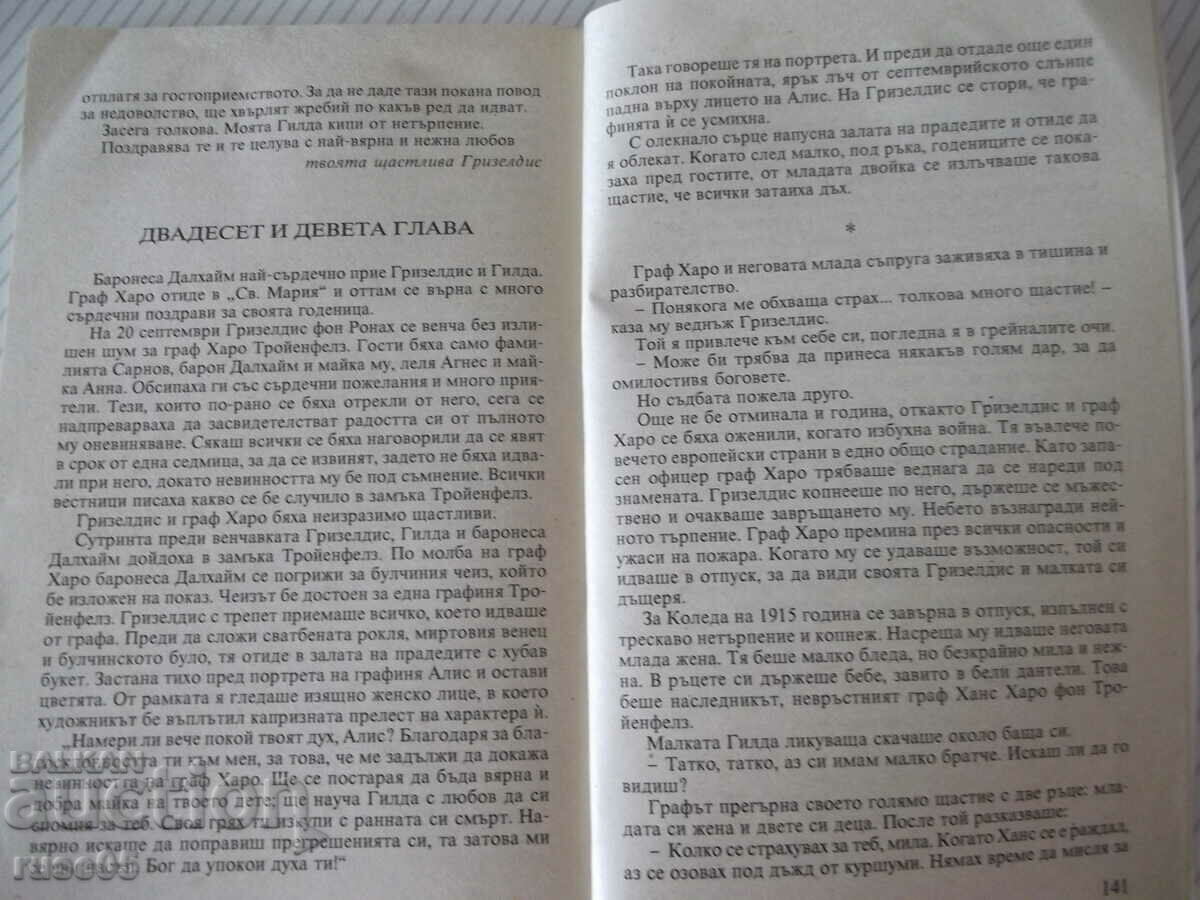 отплатя за гостоприемството. За да не даде тази покана повод
за недоволство, ще хвърлят жребий по какъв ред да идват.
Засега толкова. Моята Гилда кипи от нетърпение.
Поздравява те и те целува с най-вярна и нежна любов
твоята щастлива Гризелдис
ДВАДЕСЕТ И ДЕВЕТА ГЛАВА
Баронеса Далхайм най-сърдечно прие Гризелдис и Гилда.
Граф Харо отиде в „Св. Мария“ и оттам се върна с много
сърдечни поздрави за своята годеница.
На 20 септември Гризелдис фон Ронах се венча без изли-
шен шум за граф Харо Тройенфелз. Гости бяха само фами-
лията Сарнов, барон Далхайм и майка му, леля Агнес и май-
ка Анна. Обсипаха ги със сърдечни пожелания и много прия-
тели. Тези, които по-рано се бяха отрекли от него, сега се
надпреварваха да засвидетелстват радостта си от пълното
му оневиняване. Сякаш всички се бяха наговорили да се явят
в срок от една седмица, за да се извинят, задето не бяха идва-
ли при него, докато невинността му бе под съмнение. Всички
вестници писаха какво се бе случило в замъка Тройенфелз.
Гризелдис и граф Харо бяха неизразимо щастливи.
Сутринта преди венчавката Гризелдис, Гилда и баронеса
Далхайм дойдоха в замъка Тройенфелз. По молба на граф
Харо баронеса Далхайм се погрижи за булчиния чеиз, който
бе изложен на показ. Чеизът бе достоен за една графиня Тро-
йенфелз. Гризелдис с трепет приемаше всичко, което идваше
от графа. Преди да сложи сватбената рокля, миртовия венец
и булчинското було, тя отиде в залата на прадедите с хубав
букет. Застана тихо пред портрета на графиня Алис и остави
цветята. От рамката я гледаше изящно женско лице, в което
художникът бе въплътил капризната прелест на характера ѝ.
„Намери ли вече покой твоят дух, Алис? Благодаря за бла-
госклонността ти към мен, за това, че ме задължи да докажа
невинността на граф Харо. Ще се постарая да бъда вярна и
добра майка на твоето дете; ще науча Гилда с любов да си
спомня за теб. Своя грях ти изкупи с ранната си смърт. На-
вярно искаше да поправиш прегрешенията си, та затова ми
Бог да упокои духа ти!“
Така говореше тя на портрета. И преди да отдаде още един
поклон на покойната, ярък лъч от септемврийското слънце
падна върху лицето на Алис. На Гризелдис се стори, че гра-
финята ѝ се усмихна.
С олекнало сърце напусна залата на прадедите и отиде да
я облекат. Когато след малко, под ръка, годениците се пока-
заха пред гостите, от младата двойка се излъчваше такова
щастие, че всички затаиха дъх.
*
Граф Харо и неговата млада съпруга заживяха в тишина и
разбирателство.
– Понякога ме обхваща страх... толкова много щастие! –
каза му веднъж Гризелдис.
Той я привлече към себе си, погледна я в грейналите очи.
– Може би трябва да принеса някакъв голям дар, за да
омилостивя боговете.
Но съдбата пожела друго.
Още не бе отминала и година, откакто Гризелдис и граф
Харо се бяха оженили, когато избухна война. Тя въвлече по-
вечето европейски страни в едно общо страдание. Като запа-
сен офицер граф Харо трябваше веднага да се нареди под
знамената. Гризелдис копнееше по него, държеше се мъжес-
твено и очакваше завръщането му. Небето възнагради ней-
ното търпение. Граф Харо премина през всички опасности и
ужаси на пожара. Когато му се удаваше възможност, той си
идваше в отпуск, за да види своята Гризелдис и малката си
дъщеря.
За Коледа на 1915 година се завърна в отпуск, изпълнен с
трескаво нетърпение и копнеж. Насреща му идваше неговата
млада жена. Тя беше малко бледа, но безкрайно мила и неж-
на. В ръцете си държеше бебе, завито в бели дантели. Това
беше наследникът, невръстният граф Ханс Харо фон Тро-
йенфелз.
Малката Гилда ликуваща скачаше около баща си.
– Татко, татко, аз си имам малко братче. Искаш ли да го
видиш?
Графът прегърна своето голямо щастие с две ръце: мла-
дата си жена и двете си деца. После той разказваше:
– Колко се страхувах за теб, мила. Когато Ханс се е раждал,
аз се озовах под дъжд от куршуми. Нямах време да мисля за
141
BALKAN
auction
rusc05